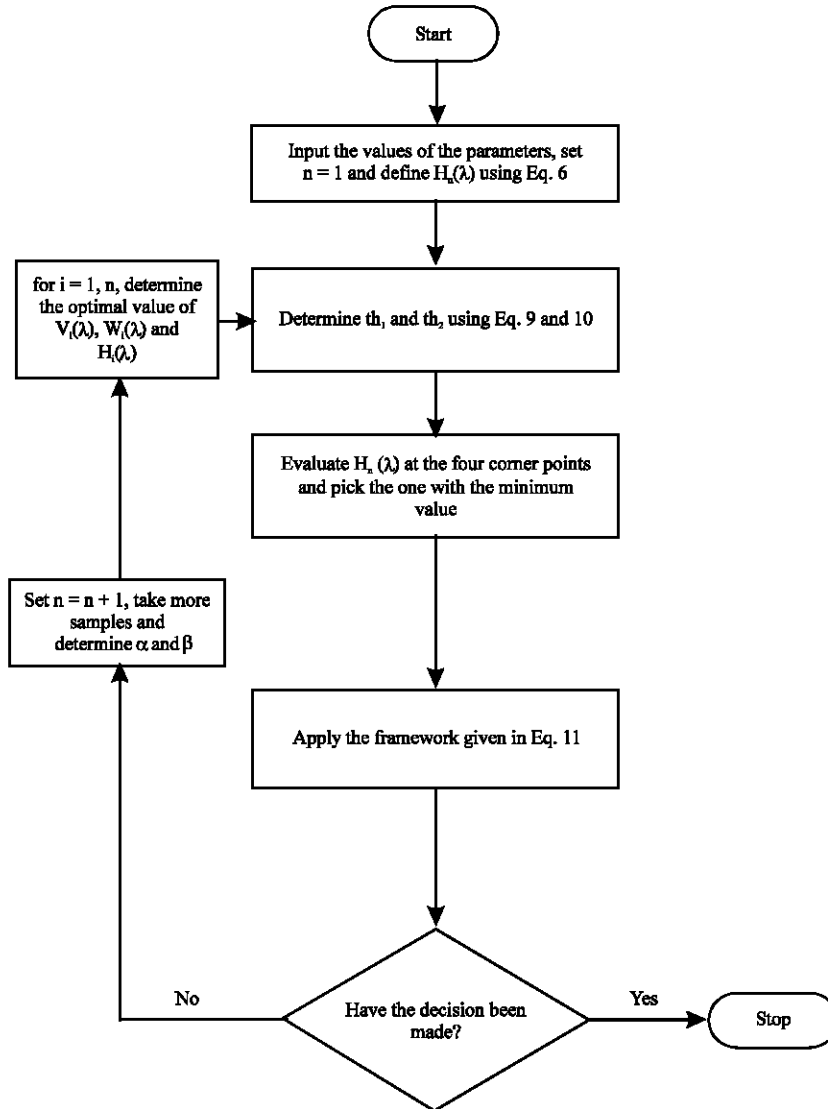 Start
Input the values of the parameters, set
n = 1 and define Hₙ(λ) using Eq. 6
for i = 1, n, determine
the optimal value of
Vᵢ(λ), Wᵢ(λ) and
Hᵢ(λ)
Determine th₁ and th₂ using Eq. 9 and 10
Evaluate Hₙ (λ) at the four corner points
and pick the one with the minimum
value
Set n = n + 1, take more
samples and
determine α and β
Apply the framework given in Eq. 11
No
Have the decision been
made?
Yes
Stop